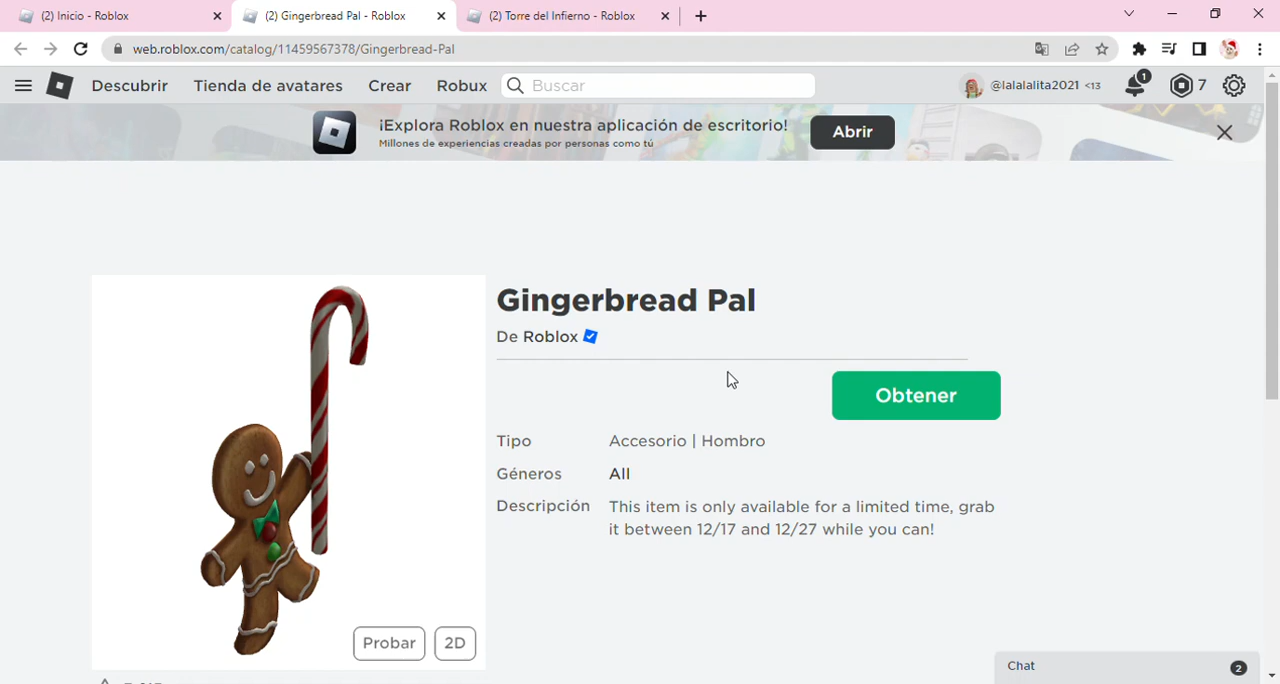 (2) Inicio - Roblox
(2) Gingerbread Pal - Roblox
(2) Torre del Infierno - Roblox
web.roblox.com/catalog/11459567378/Gingerbread-Pal
Descubrir
Tienda de avatares
Crear
Robux
Buscar
@lalalalita2021 <13
1
7
¡Explora Roblox en nuestra aplicación de escritorio!
Millones de experiencias creadas por personas como tú
Abrir
Gingerbread Pal
De Roblox
Obtener
Tipo
Accesorio | Hombro
Géneros
All
Descripción
This item is only available for a limited time, grab
it between 12/17 and 12/27 while you can!
Probar
2D
Chat
2